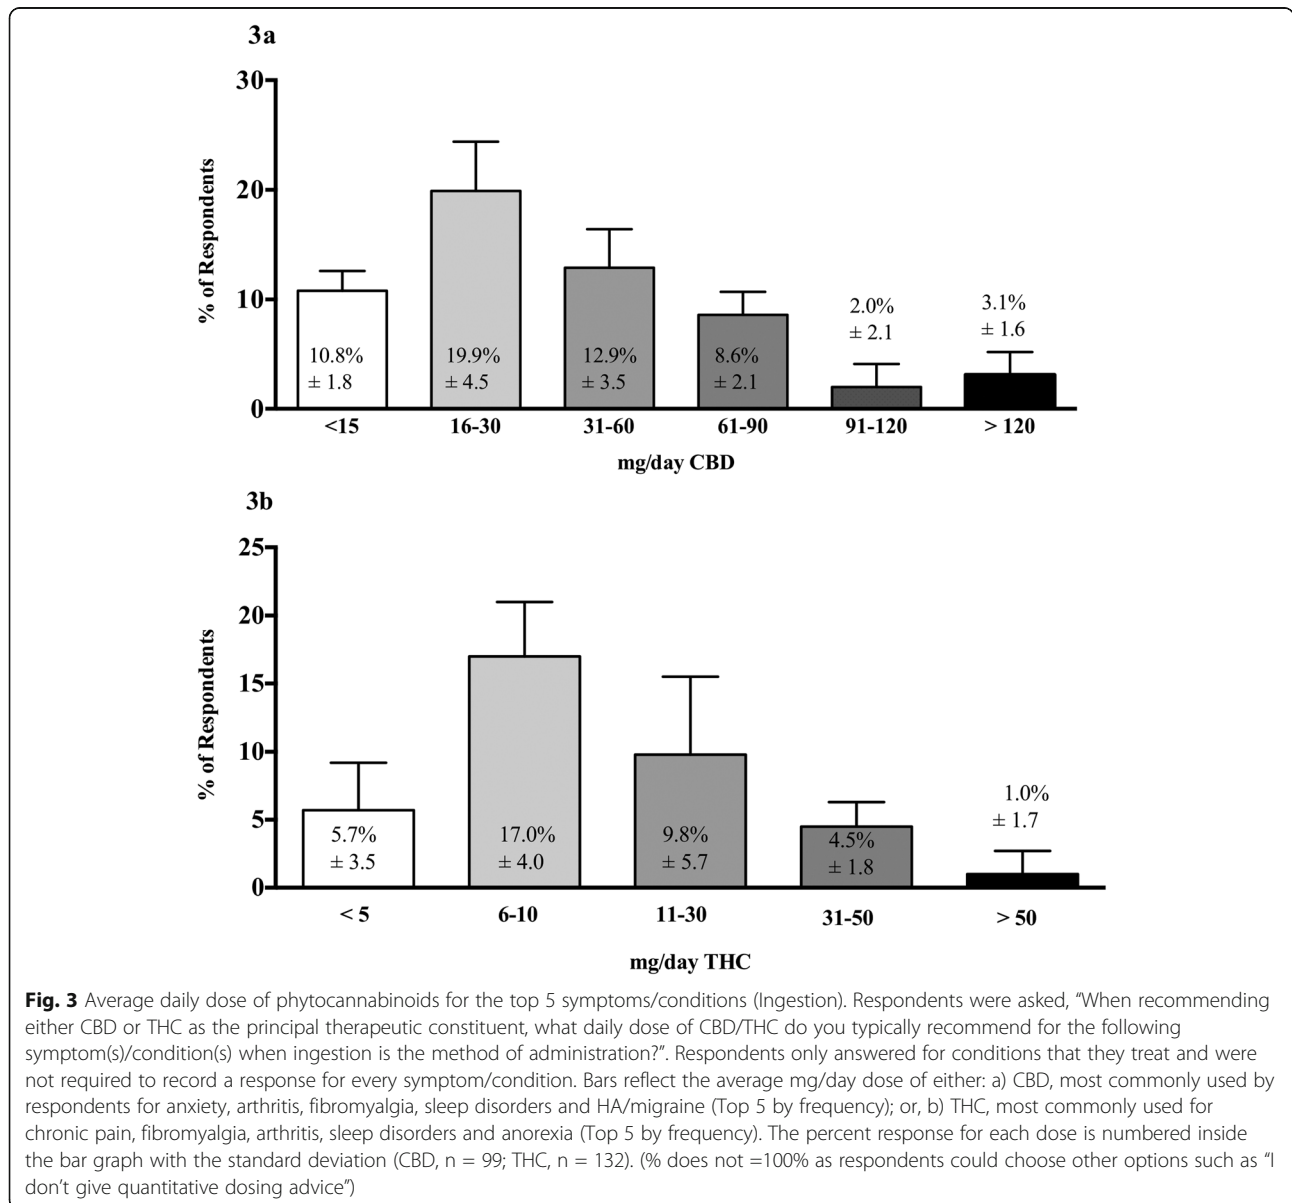 3a
30
20
10
0
% of Respondents
10.8%
± 1.8
19.9%
± 4.5
12.9%
± 3.5
8.6%
± 2.1
2.0%
± 2.1
3.1%
± 1.6
<15 16-30 31-60 61-90 91-120 > 120
mg/day CBD
3b
25
20
15
10
5
0
% of Respondents
5.7%
± 3.5
17.0%
± 4.0
9.8%
± 5.7
4.5%
± 1.8
1.0%
± 1.7
< 5 6-10 11-30 31-50 > 50
mg/day THC
Fig. 3 Average daily dose of phytocannabinoids for the top 5 symptoms/conditions (Ingestion). Respondents were asked, “When recommending
either CBD or THC as the principal therapeutic constituent, what daily dose of CBD/THC do you typically recommend for the following
symptom(s)/condition(s) when ingestion is the method of administration?”. Respondents only answered for conditions that they treat and were
not required to record a response for every symptom/condition. Bars reflect the average mg/day dose of either: a) CBD, most commonly used by
respondents for anxiety, arthritis, fibromyalgia, sleep disorders and HA/migraine (Top 5 by frequency); or, b) THC, most commonly used for
chronic pain, fibromyalgia, arthritis, sleep disorders and anorexia (Top 5 by frequency). The percent response for each dose is numbered inside
the bar graph with the standard deviation (CBD, n = 99; THC, n = 132). (% does not =100% as respondents could choose other options such as “I
don’t give quantitative dosing advice”)